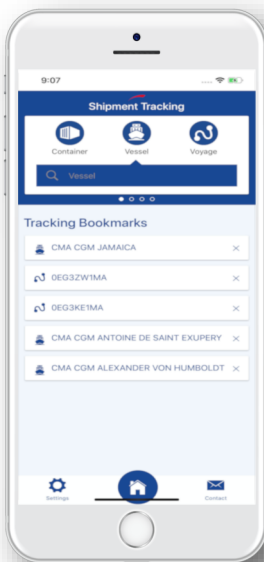 9:07
Shipment Tracking
Container Vessel Voyage
Vessel
Tracking Bookmarks
CMA CGM JAMAICA
0EG3ZW1MA
0EG3KE1MA
CMA CGM ANTOINE DE SAINT EXUPERY
CMA CGM ALEXANDER VON HUMBOLDT
Settings Contact